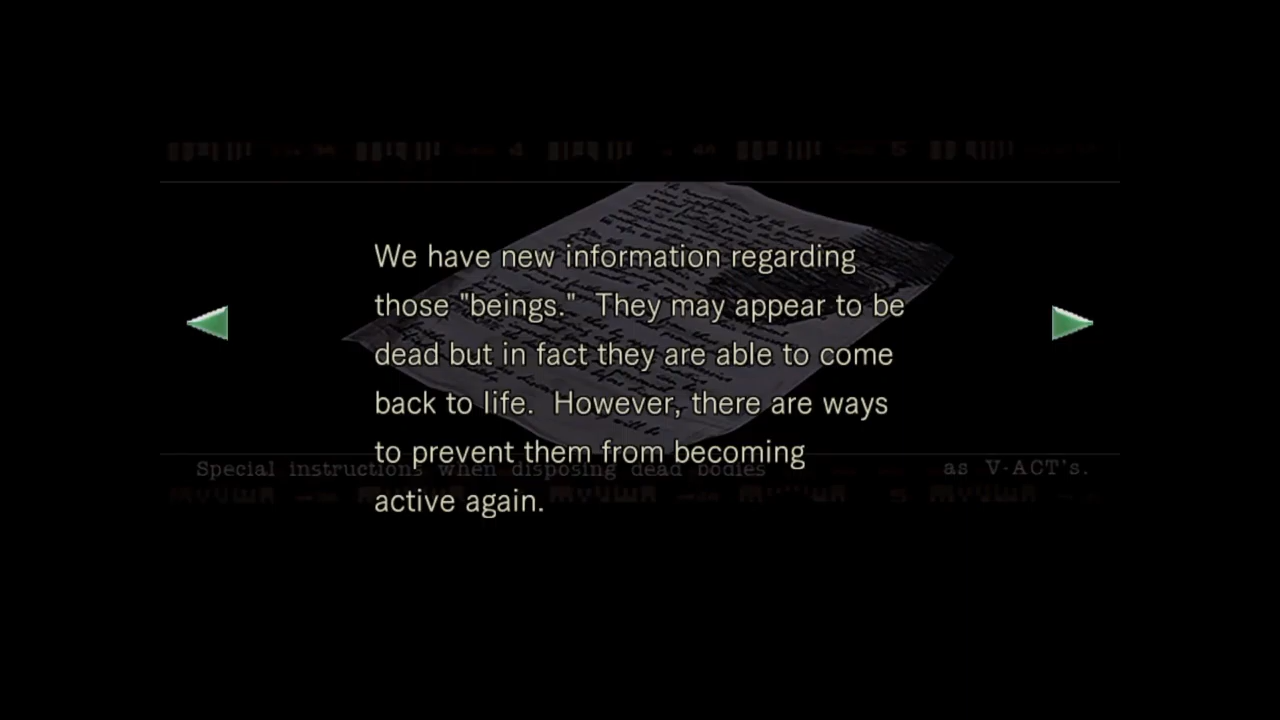 We have new information regarding
those "beings."  They may appear to be
dead but in fact they are able to come
back to life.  However, there are ways
to prevent them from becoming
active again.
Special instructions when disposing dead bodies as V-ACT's.